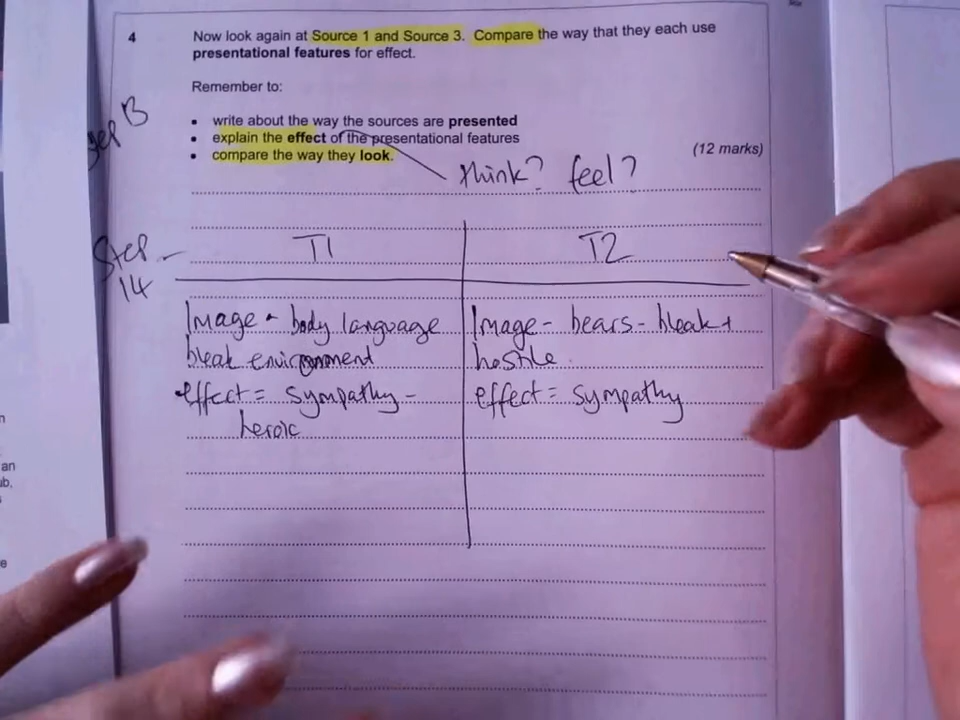 4 Now look again at Source 1 and Source 3. Compare the way that they each use
presentational features for effect.
Remember to:
• write about the way the sources are presented
• explain the effect of the presentational features
• compare the way they look.
(12 marks)
think? feel?
B
Step
14
T1
T2
Image - body language
bleak environment
effect = sympathy -
heroic
Image - bears - bleak +
hostile
effect = sympathy
n
an
ub,
s
e